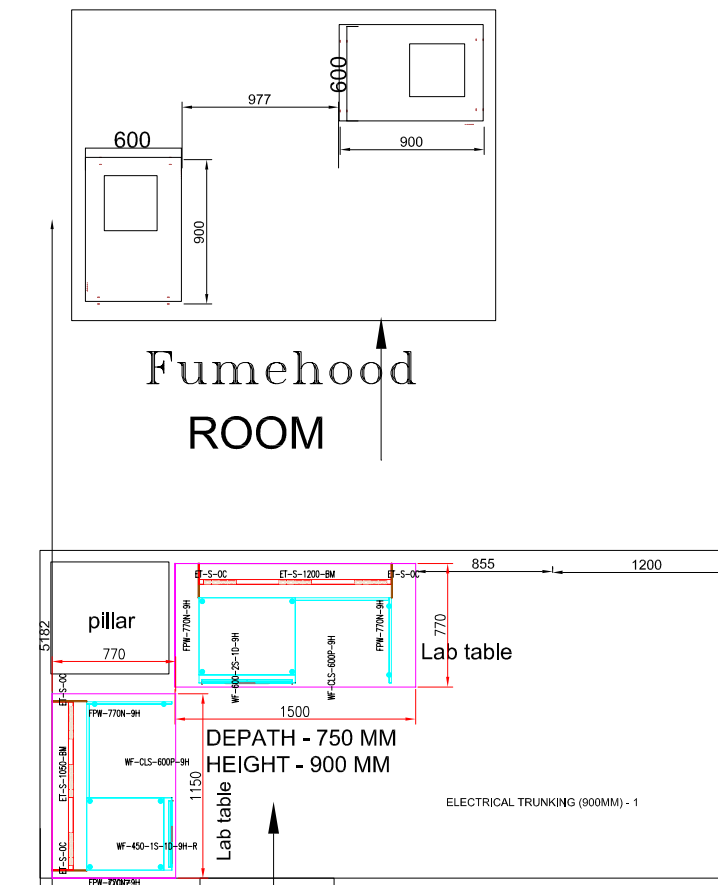 600
977
900
600
900
Fumehood
ROOM
855
1200
ET-S-OC
ET-S-1200-BM
ET-S-OC
pillar
770
5182
FPW-770N-9H
WF-600-2S-1D-9H
WF-CLS-600P-9H
FPW-770N-9H
770
Lab table
1500
ET-S-OC
FPW-770N-9H
DEPATH - 750 MM
HEIGHT - 900 MM
WF-CLS-600P-9H
ET-S-1050-BM
1150
Lab table
ELECTRICAL TRUNKING (900MM) - 1
WF-450-1S-1D-9H-R
ET-S-OC